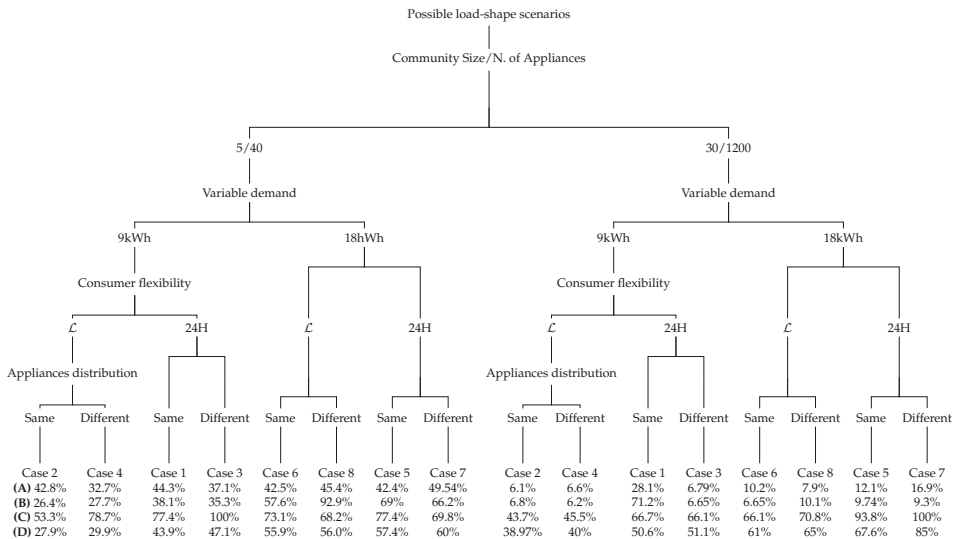 Possible load-shape scenarios
Community Size/N. of Appliances
5/40 30/1200
Variable demand Variable demand
9kWh 18hWh 9kWh 18kWh
Consumer flexibility Consumer flexibility
ℒ 24H ℒ 24H ℒ 24H ℒ 24H
Appliances distribution Appliances distribution
Same Different Same Different Same Different Same Different Same Different Same Different Same Different Same Different
Case 2 Case 4 Case 1 Case 3 Case 6 Case 8 Case 5 Case 7 Case 2 Case 4 Case 1 Case 3 Case 6 Case 8 Case 5 Case 7
(A) 42.8% 32.7% 44.3% 37.1% 42.5% 45.4% 42.4% 49.54% 6.1% 6.6% 28.1% 6.79% 10.2% 7.9% 12.1% 16.9%
(B) 26.4% 27.7% 38.1% 35.3% 57.6% 92.9% 69% 66.2% 6.8% 6.2% 71.2% 6.65% 6.65% 10.1% 9.74% 9.3%
(C) 53.3% 78.7% 77.4% 100% 73.1% 68.2% 77.4% 69.8% 43.7% 45.5% 66.7% 66.1% 66.1% 70.8% 93.8% 100%
(D) 27.9% 29.9% 43.9% 47.1% 55.9% 56.0% 57.4% 60% 38.97% 40% 50.6% 51.1% 61% 65% 67.6% 85%